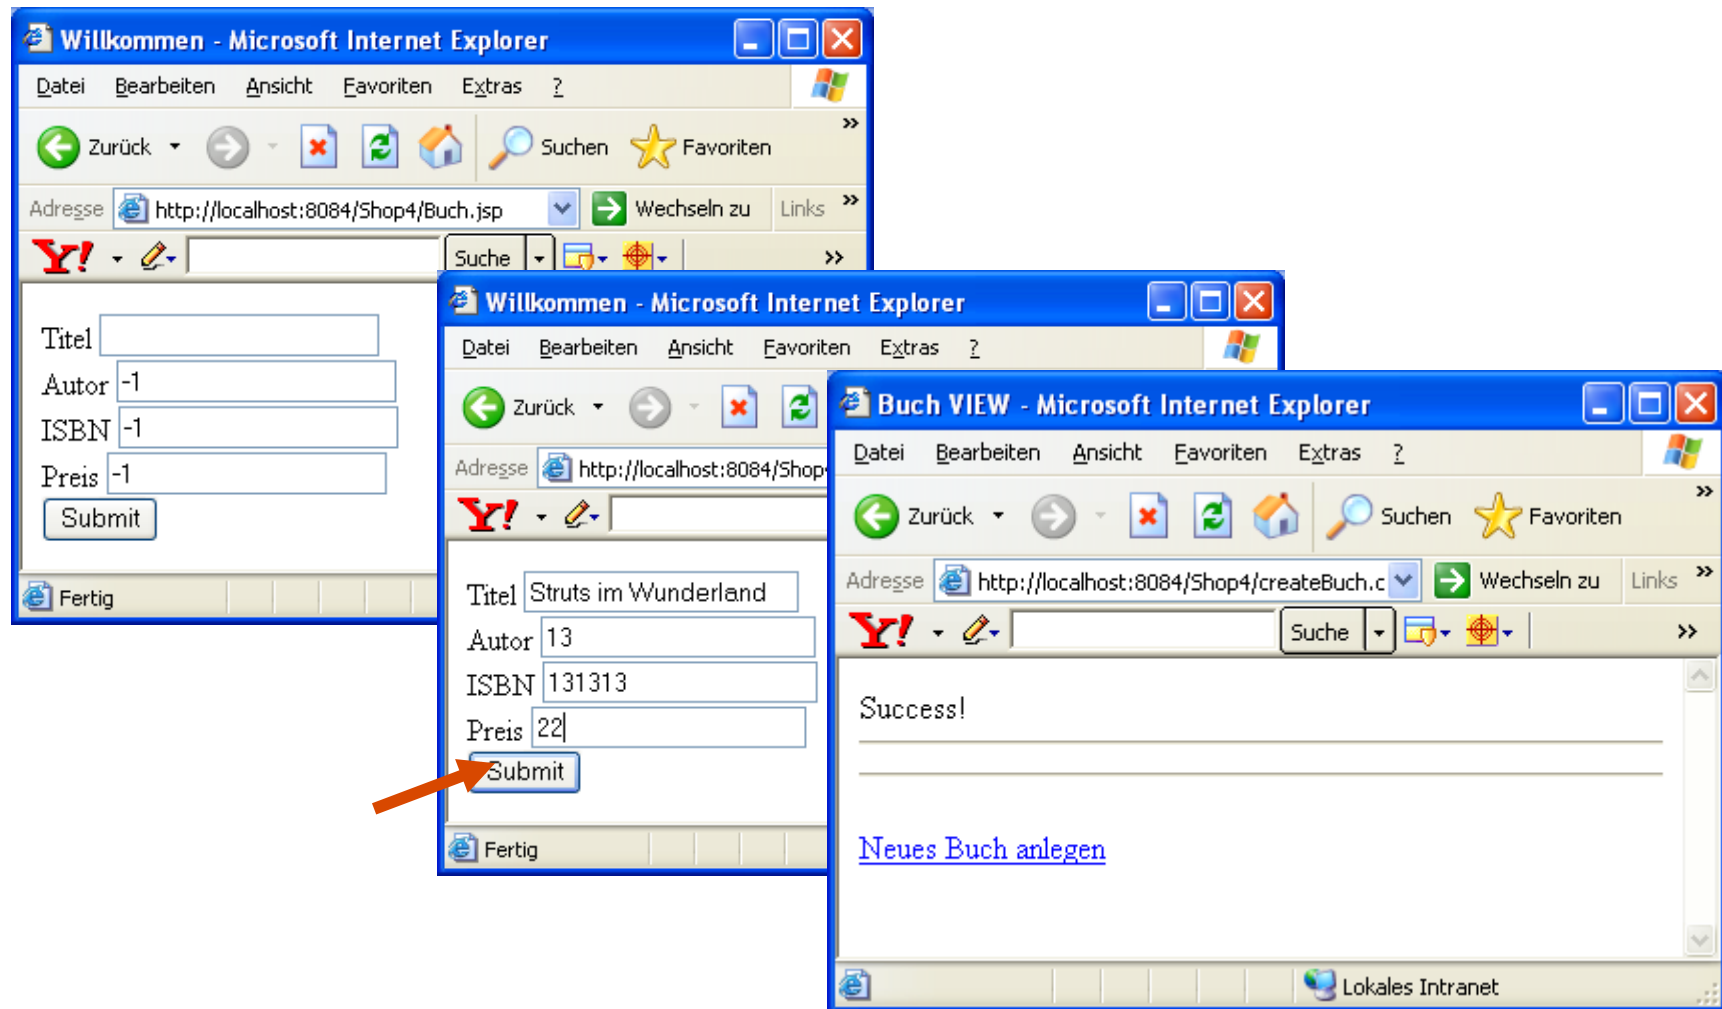 Willkommen - Microsoft Internet Explorer
Datei Bearbeiten Ansicht Favoriten Extras ?
Zurück Suchen Favoriten »
Adresse http://localhost:8084/Shop4/Buch.jsp Wechseln zu Links »
Y! Suche »
Titel
Autor -1
ISBN -1
Preis -1
Submit
Fertig
Willkommen - Microsoft Internet Explorer
Datei Bearbeiten Ansicht Favoriten Extras ?
Zurück
Adresse http://localhost:8084/Shop
Y!
Titel Struts im Wunderland
Autor 13
ISBN 131313
Preis 22
Submit
Fertig
Buch VIEW - Microsoft Internet Explorer
Datei Bearbeiten Ansicht Favoriten Extras ?
Zurück Suchen Favoriten »
Adresse http://localhost:8084/Shop4/createBuch.c Wechseln zu Links »
Y! Suche »
Success!
Neues Buch anlegen
Lokales Intranet